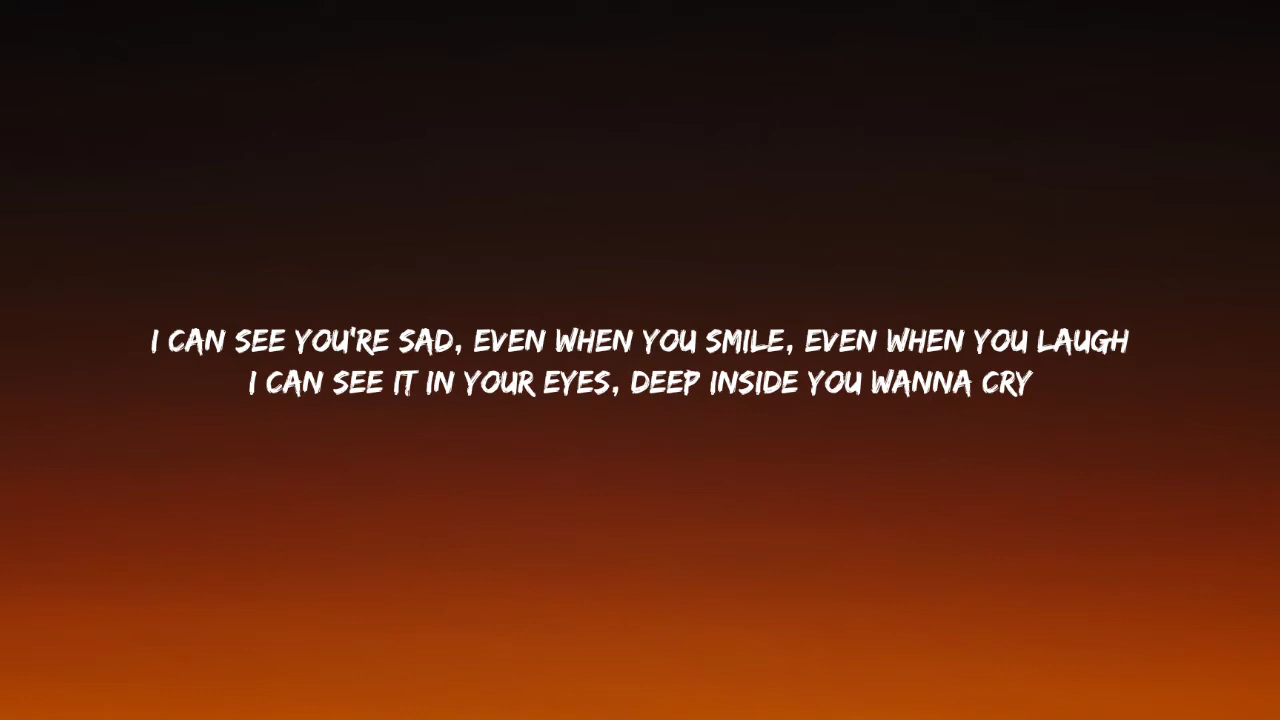 I CAN SEE YOU'RE SAD, EVEN WHEN YOU SMILE, EVEN WHEN YOU LAUGH
I CAN SEE IT IN YOUR EYES, DEEP INSIDE YOU WANNA CRY